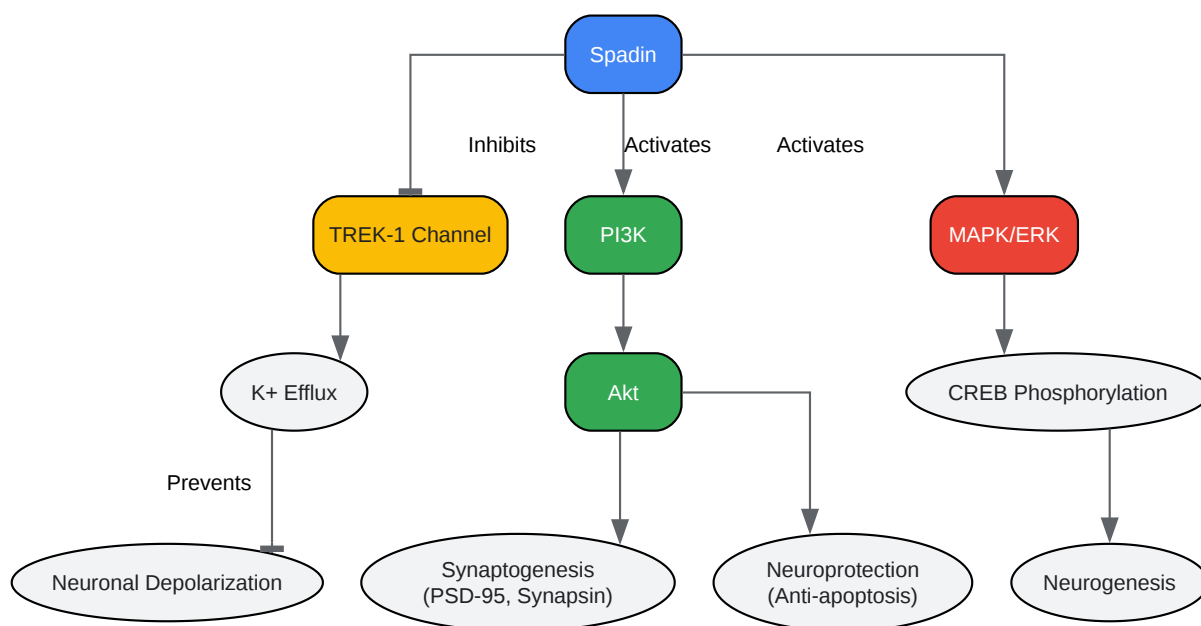 Spadin
Inhibits
Activates
Activates
TREK-1 Channel
PI3K
MAPK/ERK
K+ Efflux
Akt
CREB Phosphorylation
Prevents
Neuronal Depolarization
Synaptogenesis
(PSD-95, Synapsin)
Neuroprotection
(Anti-apoptosis)
Neurogenesis